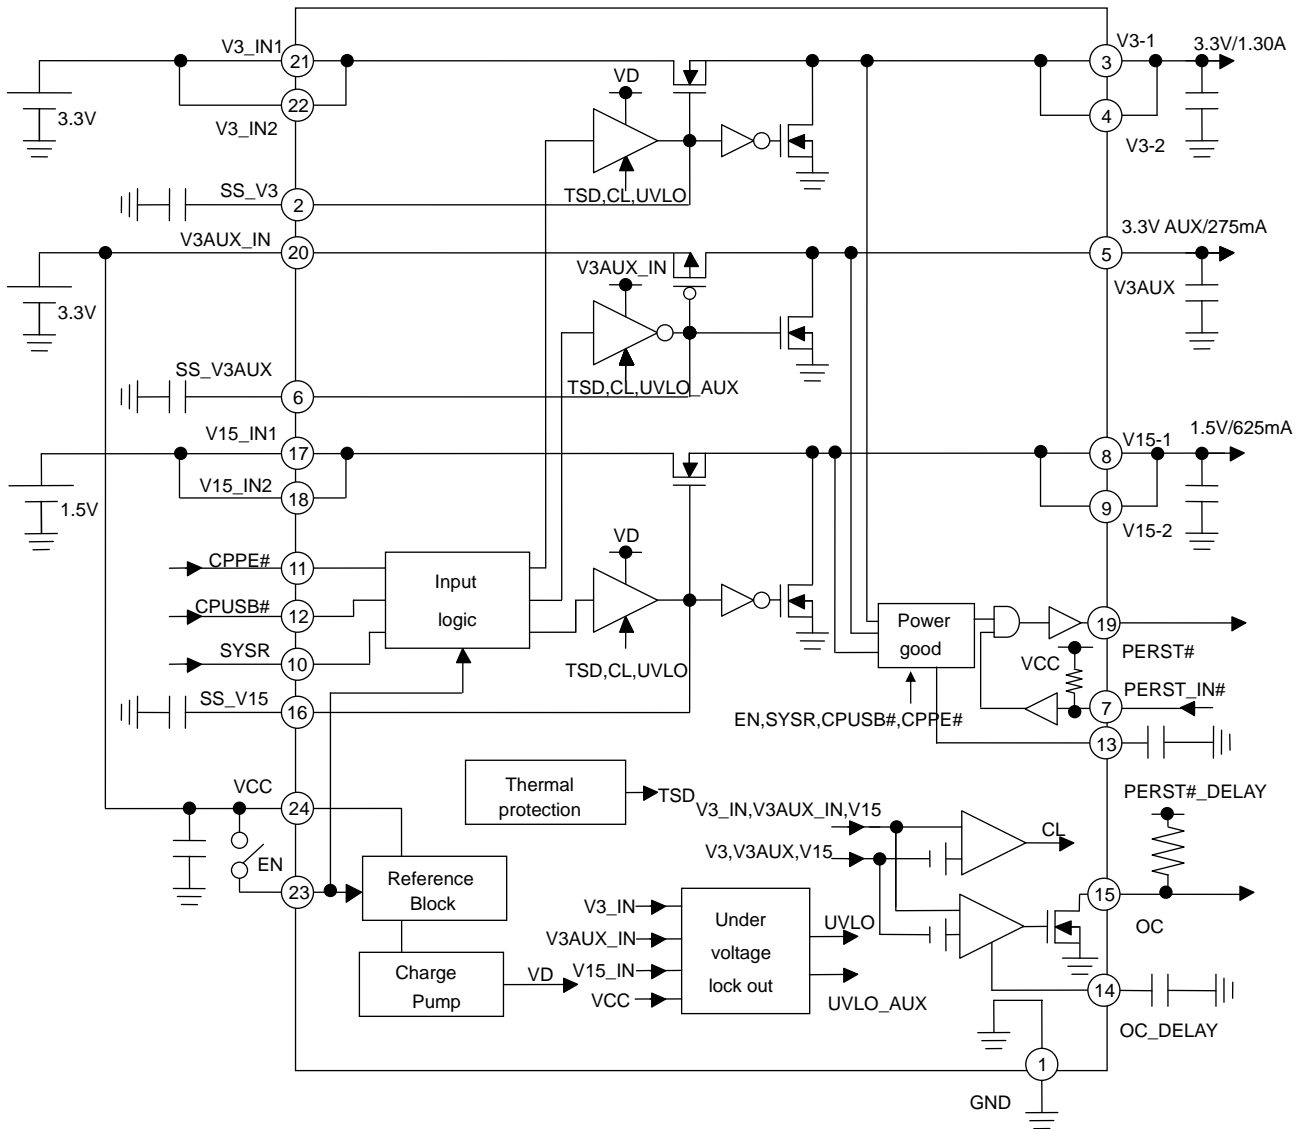 V3_IN1
21
3.3V
22
V3_IN2
VD
TSD,CL,UVLO
V3-1
3
3.3V/1.30A
4
V3-2
SS_V3
2
V3AUX_IN
20
3.3V
V3AUX_IN
TSD,CL,UVLO_AUX
3.3V AUX/275mA
5
V3AUX
SS_V3AUX
6
V15_IN1
17
V15_IN2
18
1.5V
V15-1
1.5V/625mA
8
9
V15-2
CPPE#
11
CPUSB#
12
SYSR
10
Input
logic
VD
TSD,CL,UVLO
SS_V15
16
Power
good
EN,SYSR,CPUSB#,CPPE#
19
PERST#
VCC
PERST_IN#
7
13
PERST#_DELAY
VCC
24
EN
23
Thermal
protection
TSD
Reference
Block
Charge
Pump
VD
V3_IN
V3AUX_IN
V15_IN
VCC
Under
voltage
lock out
UVLO
UVLO_AUX
V3_IN,V3AUX_IN,V15
V3,V3AUX,V15
CL
15
OC
14
OC_DELAY
1
GND